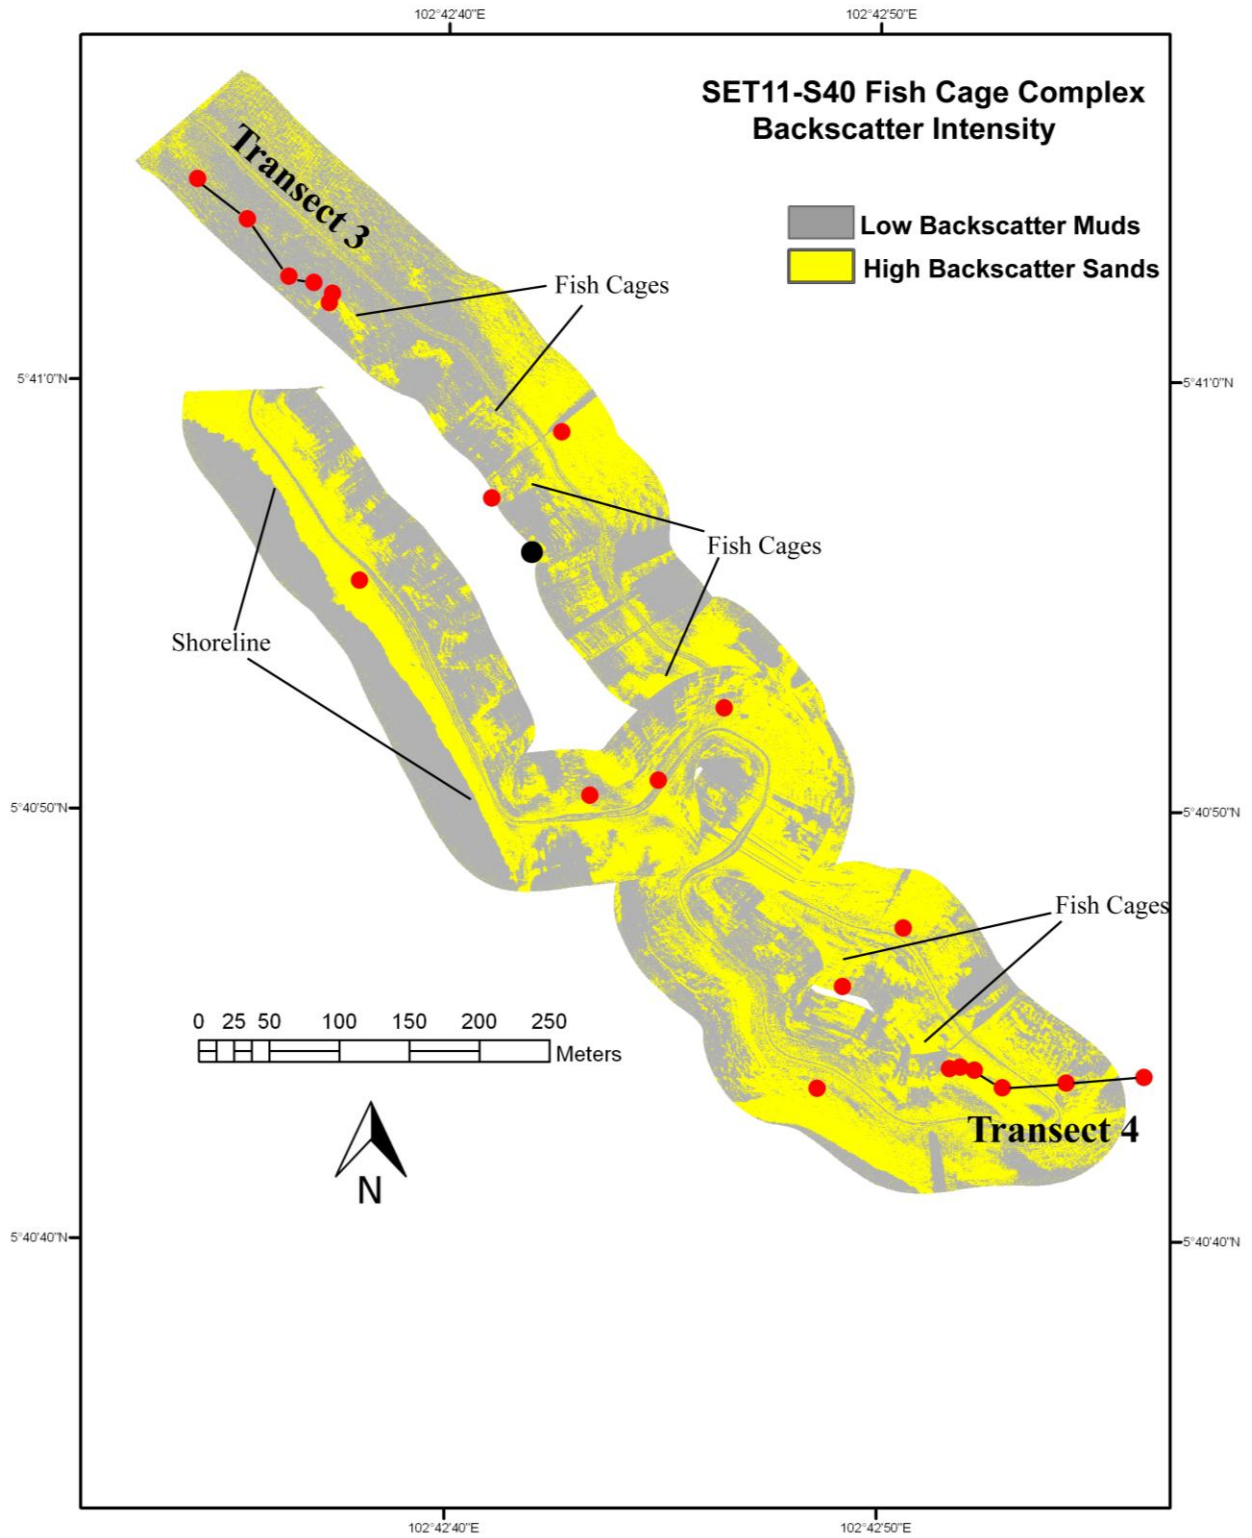 102°42'40"E
102°42'50"E
SET11-S40 Fish Cage Complex
Backscatter Intensity
Transect 3
Low Backscatter Muds
High Backscatter Sands
Fish Cages
5°41'0"N
5°41'0"N
Fish Cages
Shoreline
5°40'50"N
5°40'50"N
Fish Cages
0 25 50 100 150 200 250
Meters
Transect 4
N
5°40'40"N
5°40'40"N
102°42'40"E
102°42'50"E